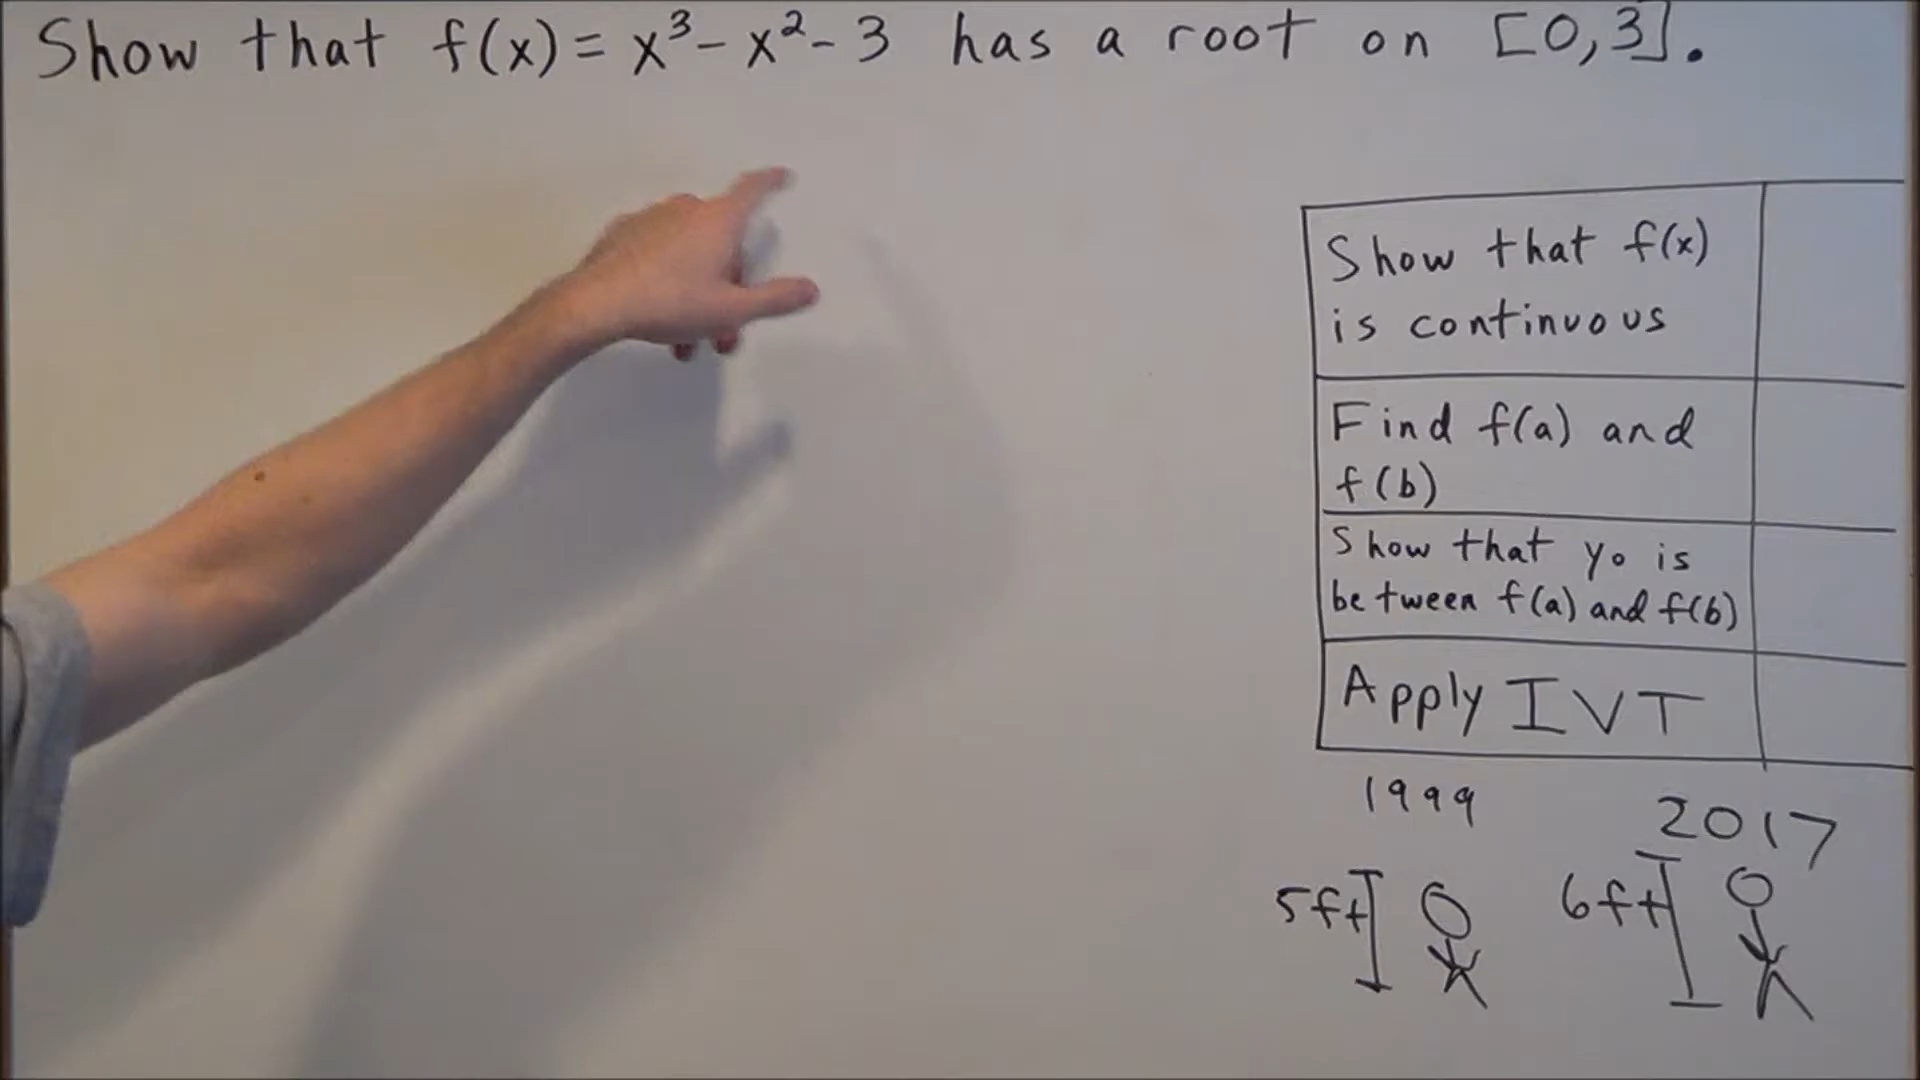 Show that f(x) = x³ - x² - 3 has a root on [0,3].
Show that f(x)
is continuous
Find f(a) and
f(b)
Show that y₀ is
between f(a) and f(b)
Apply IVT
1999
2017
5ft
6ft